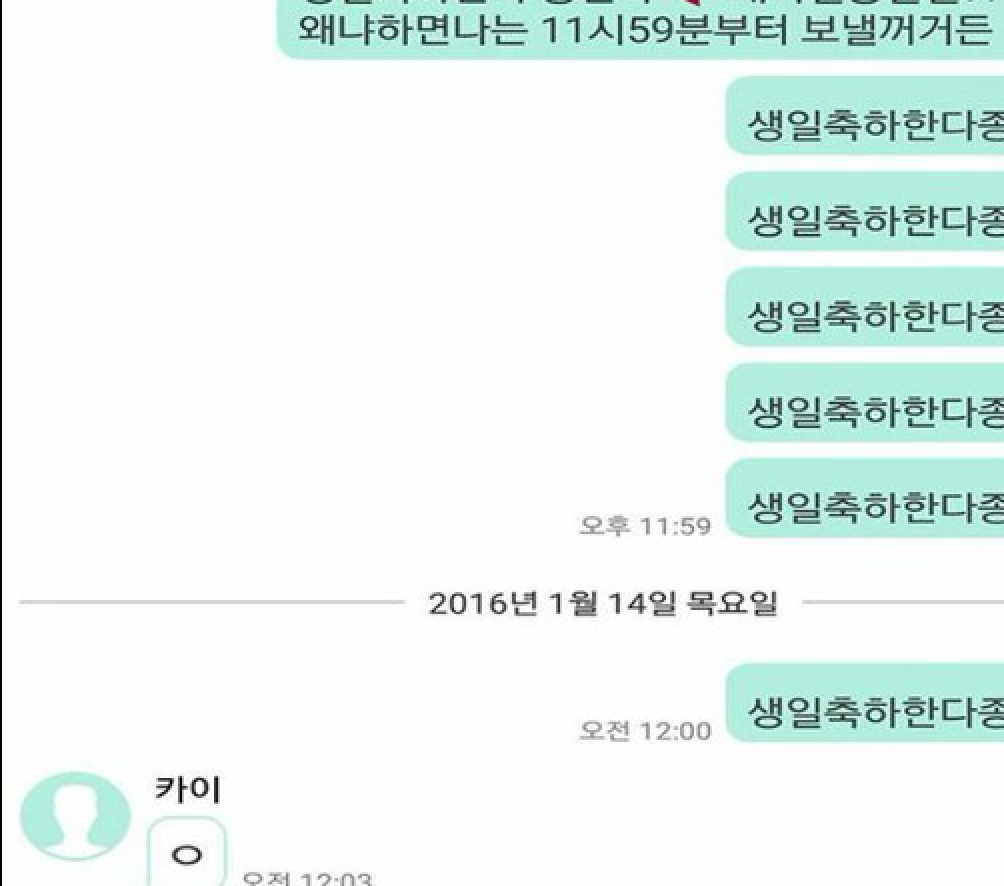 왜냐하면나는 11시59분부터 보낼꺼거든
생일축하한다종
생일축하한다종
생일축하한다종
생일축하한다종
생일축하한다종
오후 11:59
2016년 1월 14일 목요일
생일축하한다종
오전 12:00
카이
ㅇ
오전 12:03